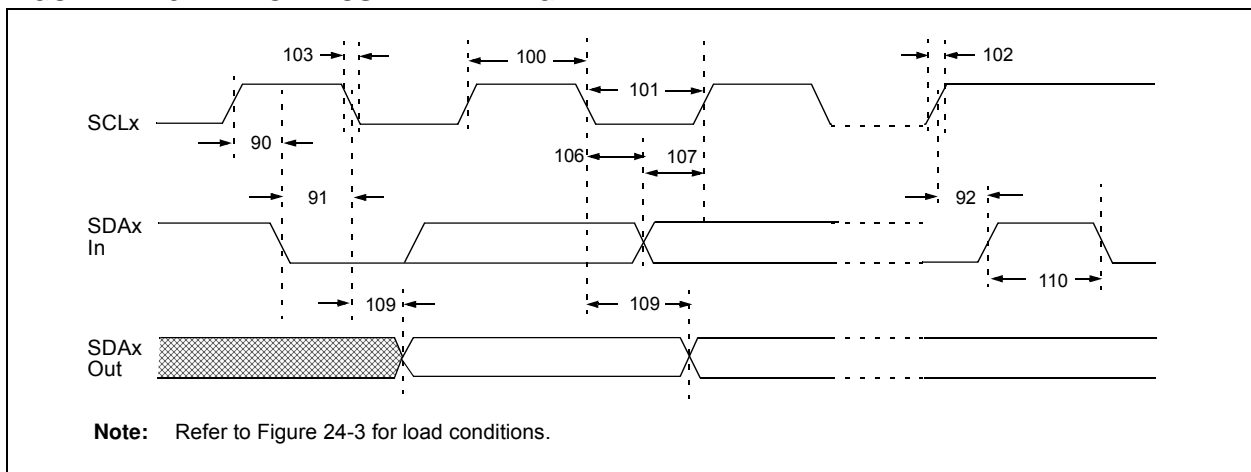 103
100
102
101
SCLx
90
106
107
91
92
SDAx
In
110
109
109
SDAx
Out
Note: Refer to Figure 24-3 for load conditions.